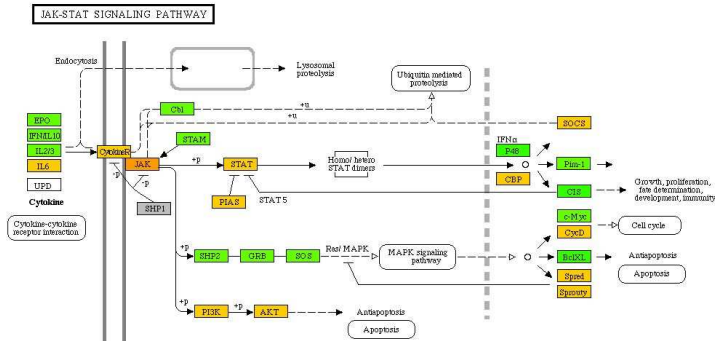 JAK-STAT SIGNALING PATHWAY
Endocytosis
Lysosomal
proteolysis
Ubiquitin mediated
proteolysis
Cbl
+u
+u
SOCS
EPO
IFN/IL10
IL2/3
IL6
UPD
Cytokine
Cytokine-cytokine
receptor interaction
CytokineR
JAK
STAM
+p
STAT
Homo/ hetero
STAT dimers
IFNα
P48
CBP
Pim-1
CIS
Growth, proliferation,
fate determination,
development, immunity
-p
-p
SHP1
PIAS
STAT 5
c-Myc
CycD
Cell cycle
+p
SHP2
GRB
SOS
Ras/ MAPK
MAPK signaling
pathway
BclXL
Antiapoptosis
Spred
Apoptosis
Sprouty
+p
PI3K
+p
AKT
Antiapoptosis
Apoptosis